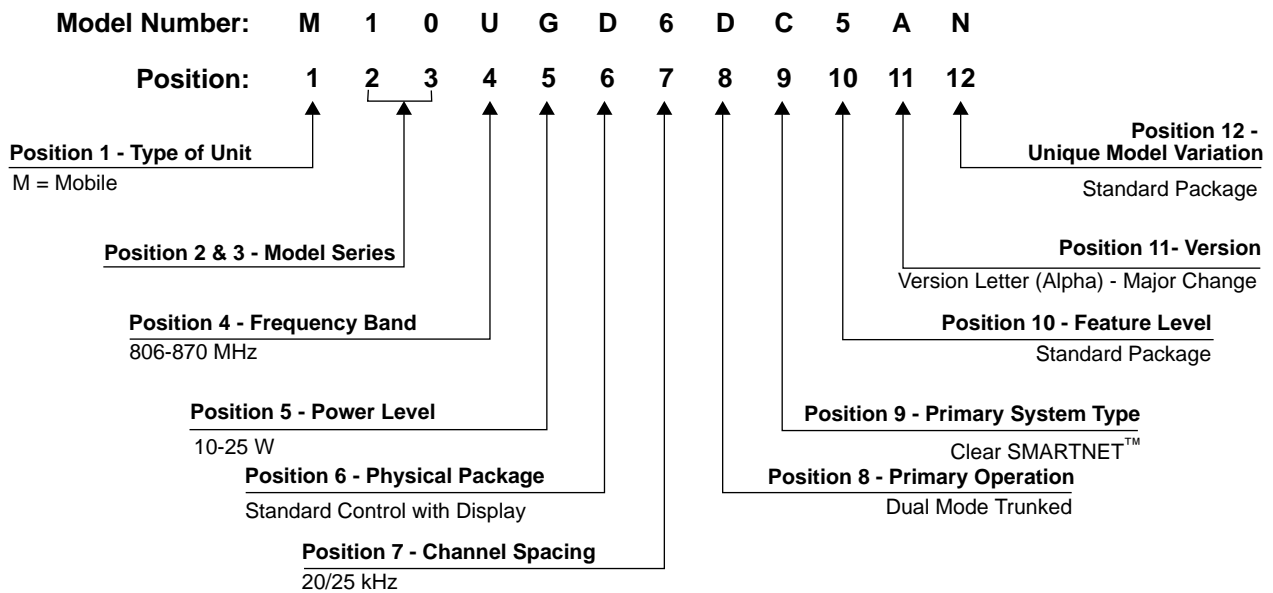 Model Number: M 1 0 U G D 6 D C 5 A N
Position: 1 2 3 4 5 6 7 8 9 10 11 12
Position 1 - Type of Unit
M = Mobile
Position 12 -
Unique Model Variation
Standard Package
Position 2 & 3 - Model Series
Position 11- Version
Version Letter (Alpha) - Major Change
Position 4 - Frequency Band
806-870 MHz
Position 10 - Feature Level
Standard Package
Position 5 - Power Level
10-25 W
Position 9 - Primary System Type
Clear SMARTNET™
Position 6 - Physical Package
Standard Control with Display
Position 8 - Primary Operation
Dual Mode Trunked
Position 7 - Channel Spacing
20/25 kHz